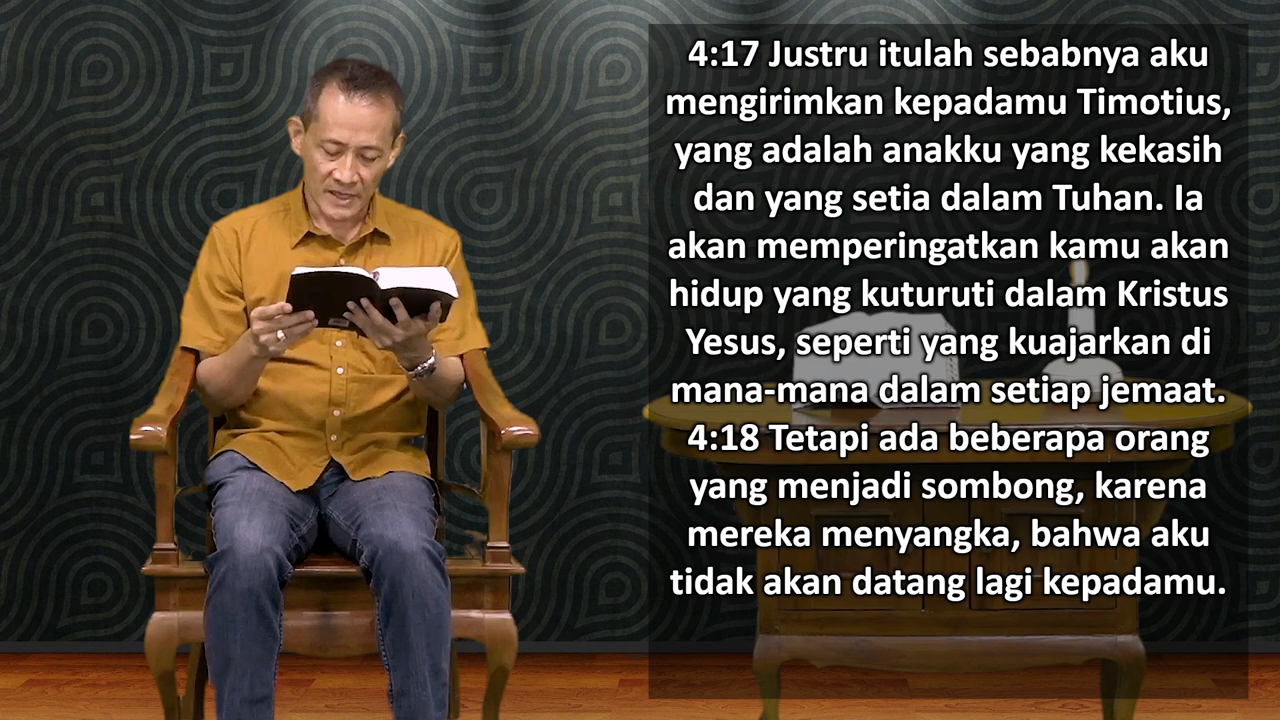 4:17 Justru itulah sebabnya aku
mengirimkan kepadamu Timotius,
yang adalah anakku yang kekasih
dan yang setia dalam Tuhan. Ia
akan memperingatkan kamu akan
hidup yang kuturuti dalam Kristus
Yesus, seperti yang kuajarkan di
mana-mana dalam setiap jemaat.
4:18 Tetapi ada beberapa orang
yang menjadi sombong, karena
mereka menyangka, bahwa aku
tidak akan datang lagi kepadamu.